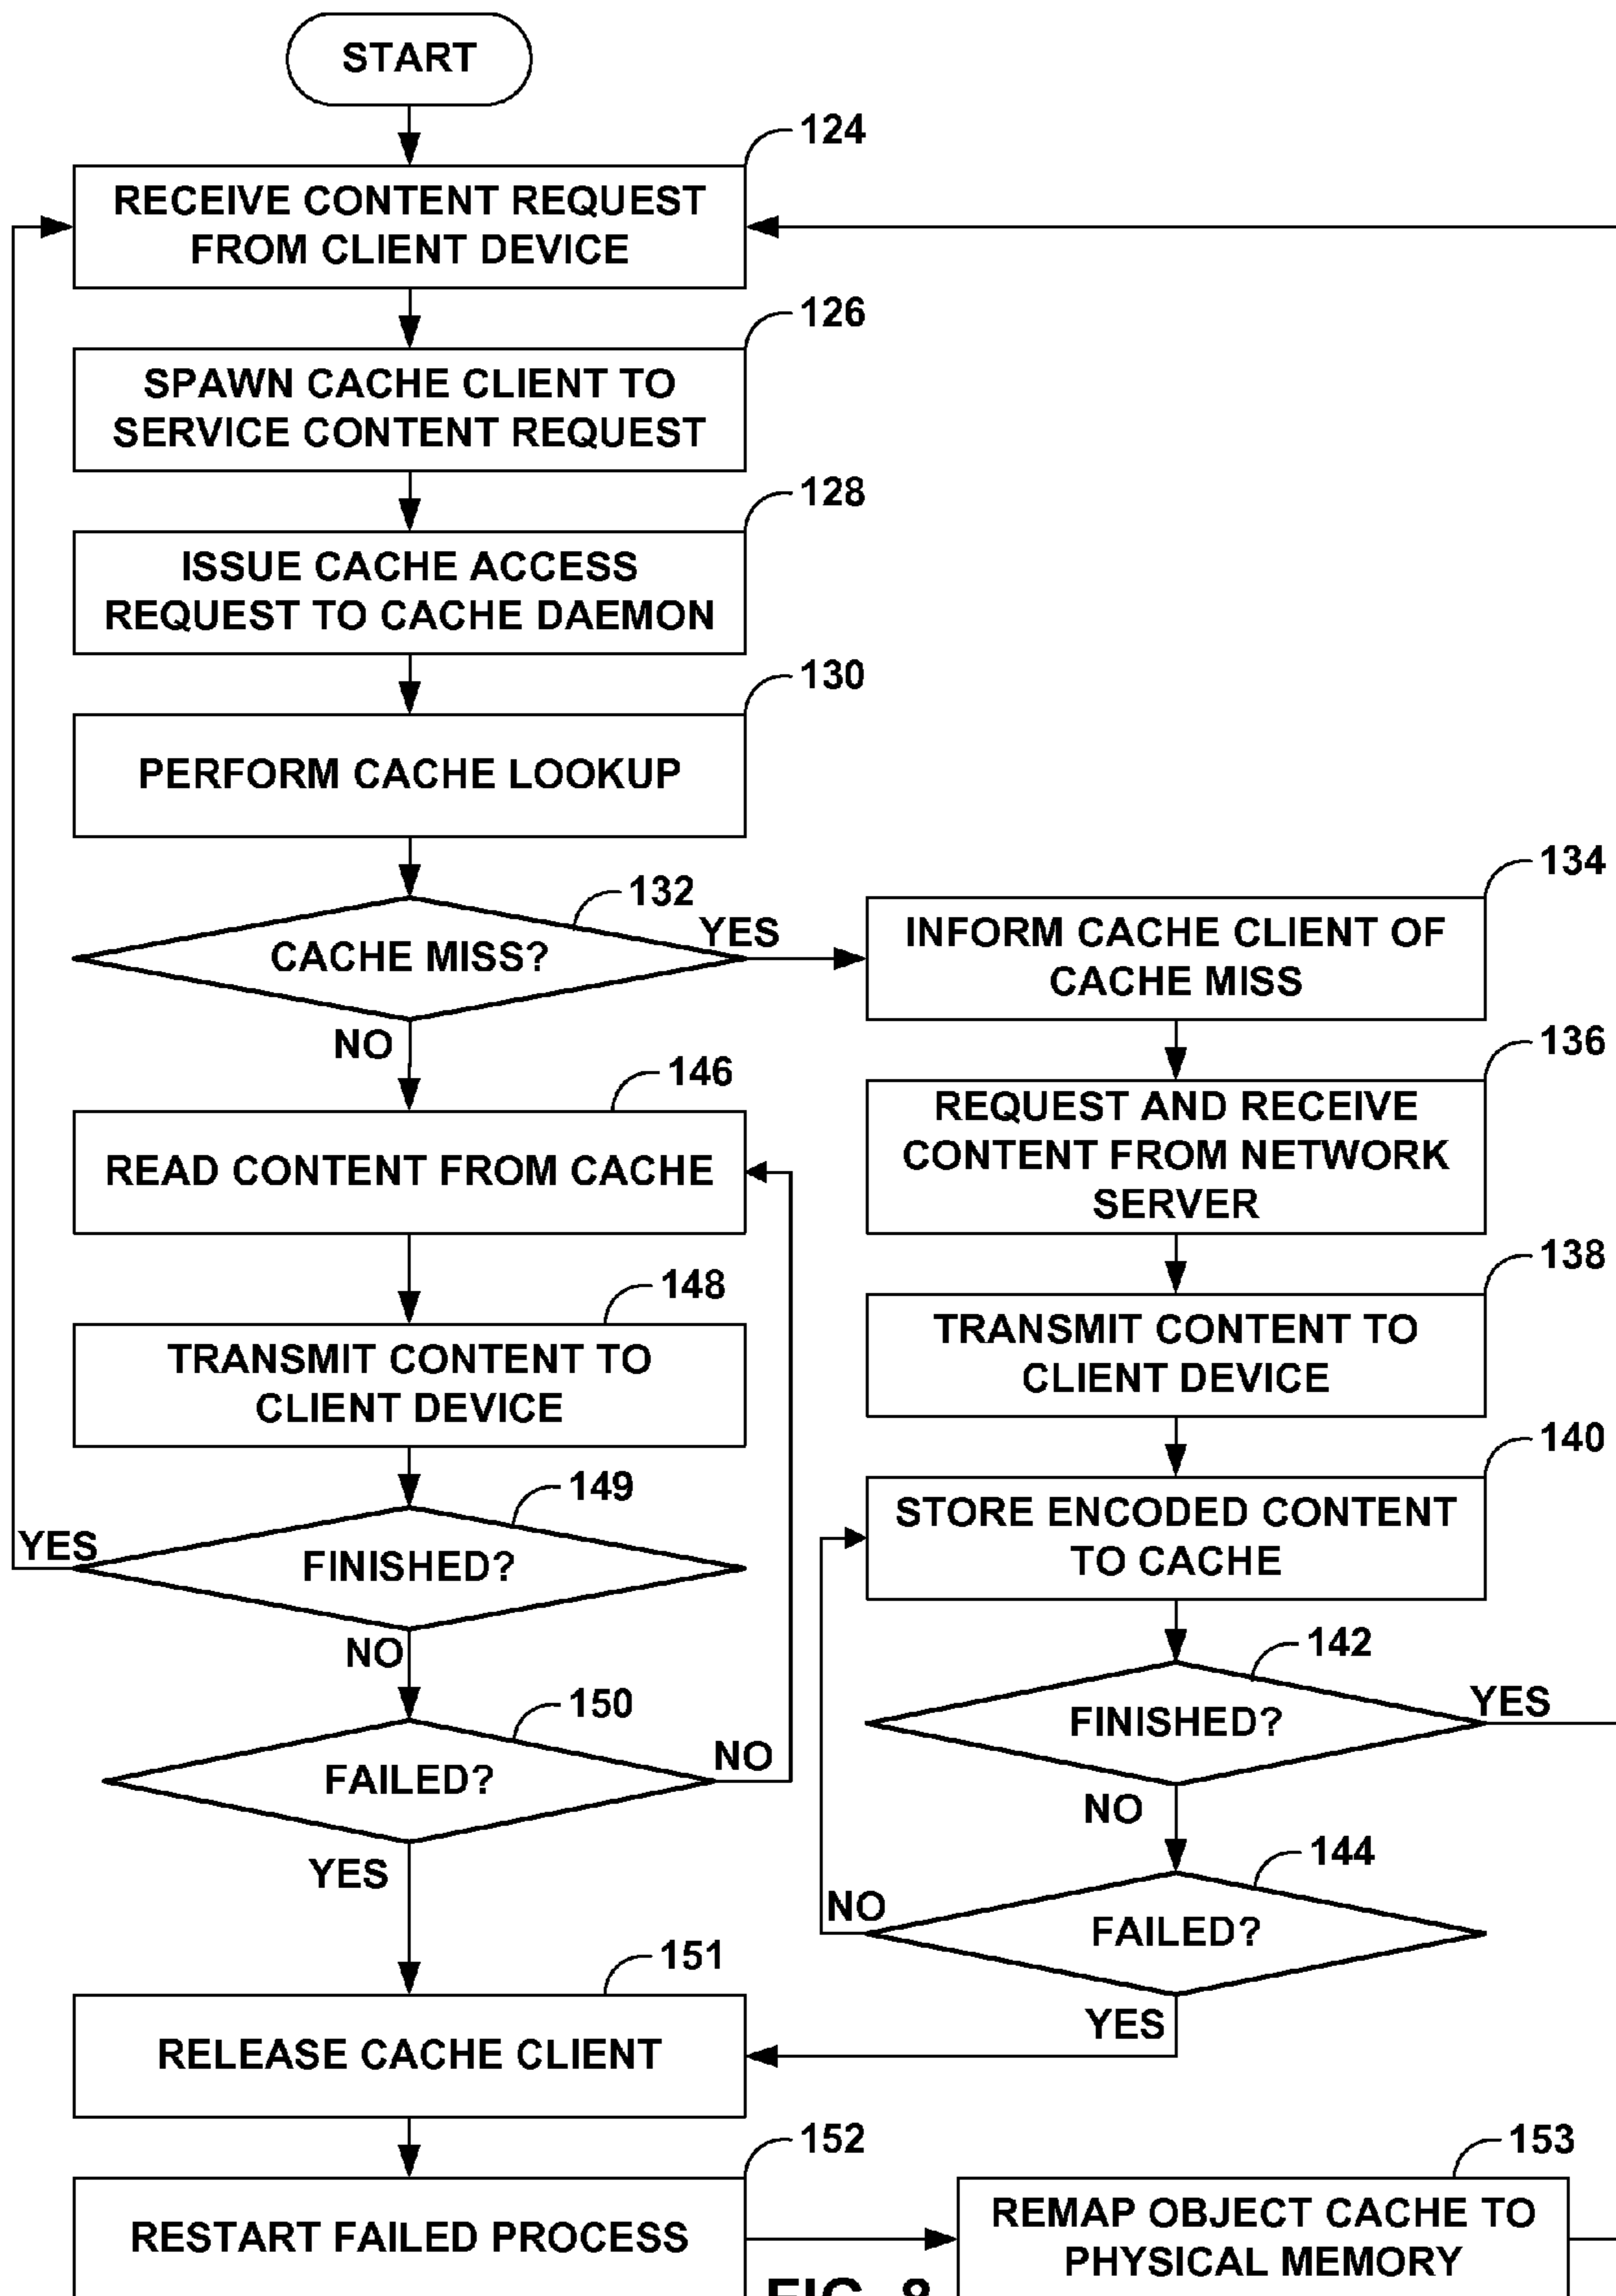 START
124
RECEIVE CONTENT REQUEST
FROM CLIENT DEVICE
126
SPAWN CACHE CLIENT TO
SERVICE CONTENT REQUEST
128
ISSUE CACHE ACCESS
REQUEST TO CACHE DAEMON
130
PERFORM CACHE LOOKUP
132
CACHE MISS?
YES
NO
134
INFORM CACHE CLIENT OF
CACHE MISS
136
REQUEST AND RECEIVE
CONTENT FROM NETWORK
SERVER
138
TRANSMIT CONTENT TO
CLIENT DEVICE
140
STORE ENCODED CONTENT
TO CACHE
142
FINISHED?
YES
NO
144
FAILED?
NO
YES
146
READ CONTENT FROM CACHE
148
TRANSMIT CONTENT TO
CLIENT DEVICE
149
FINISHED?
YES
NO
150
FAILED?
NO
YES
151
RELEASE CACHE CLIENT
152
RESTART FAILED PROCESS
153
REMAP OBJECT CACHE TO
PHYSICAL MEMORY
FIG. 8